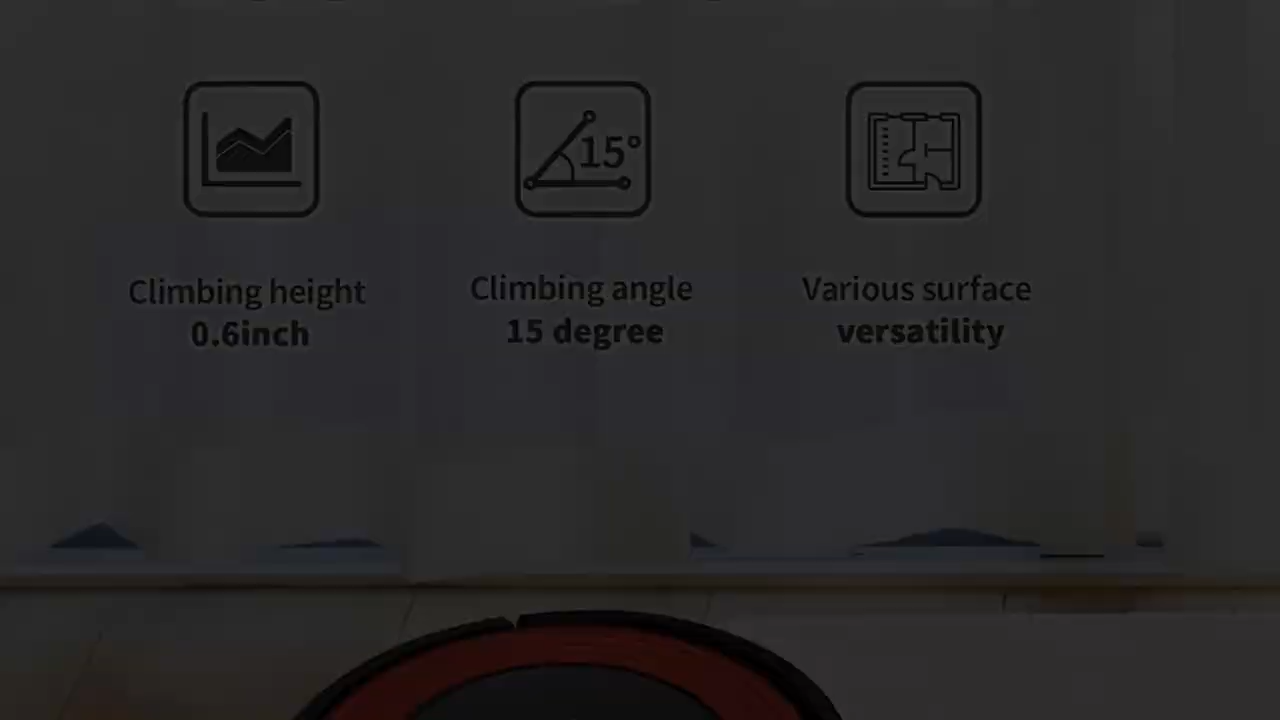 15°
Climbing height
0.6inch
Climbing angle
15 degree
Various surface
versatility